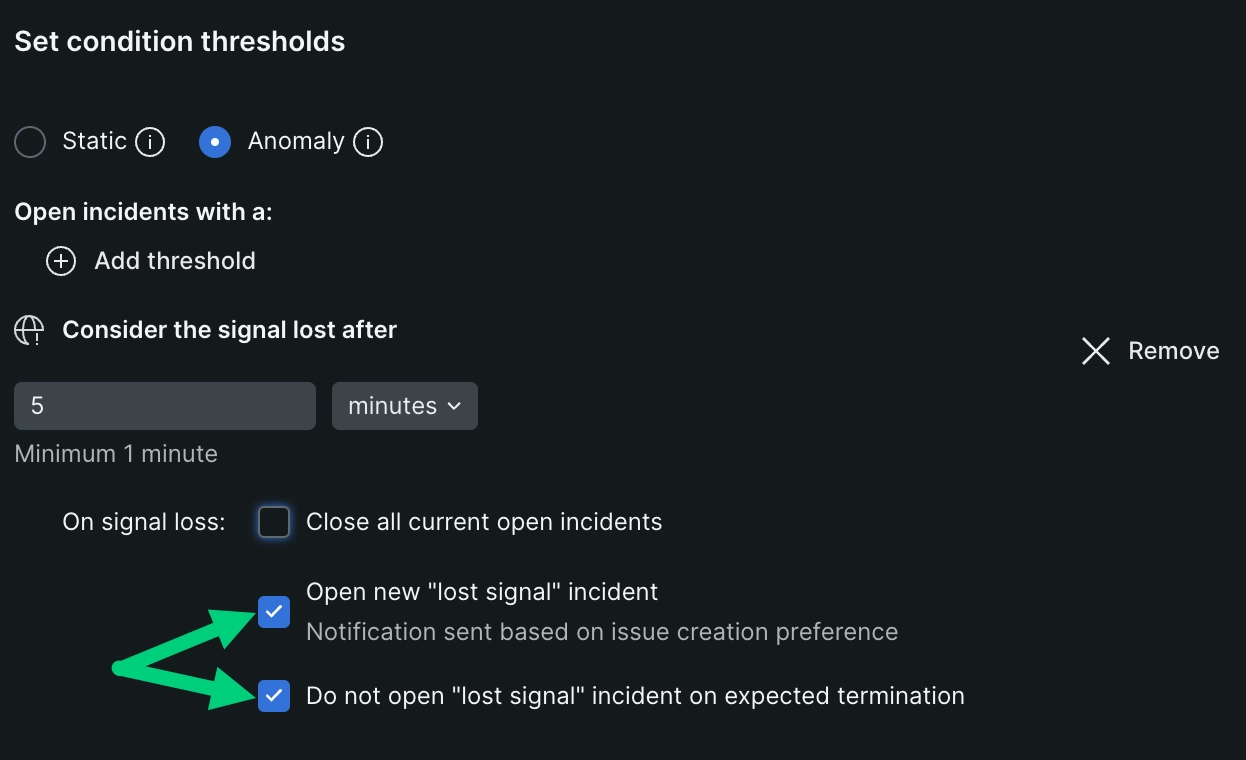 Set condition thresholds
Static
Anomaly
Open incidents with a:
Add threshold
Consider the signal lost after
Remove
5
minutes
Minimum 1 minute
On signal loss:
Close all current open incidents
Open new "lost signal" incident
Notification sent based on issue creation preference
Do not open "lost signal" incident on expected termination